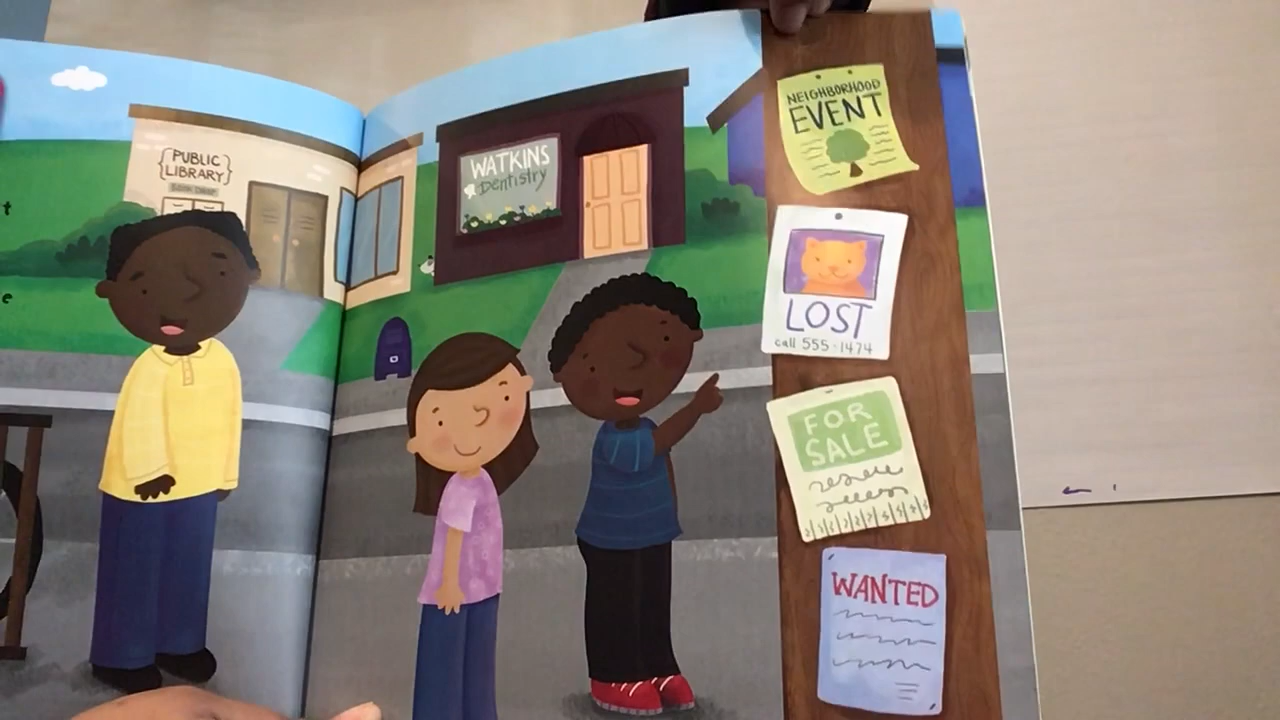 t
e
PUBLIC
LIBRARY
WATKINS
Dentistry
NEIGHBORHOOD
EVENT
LOST
call 555-1474
FOR
SALE
WANTED